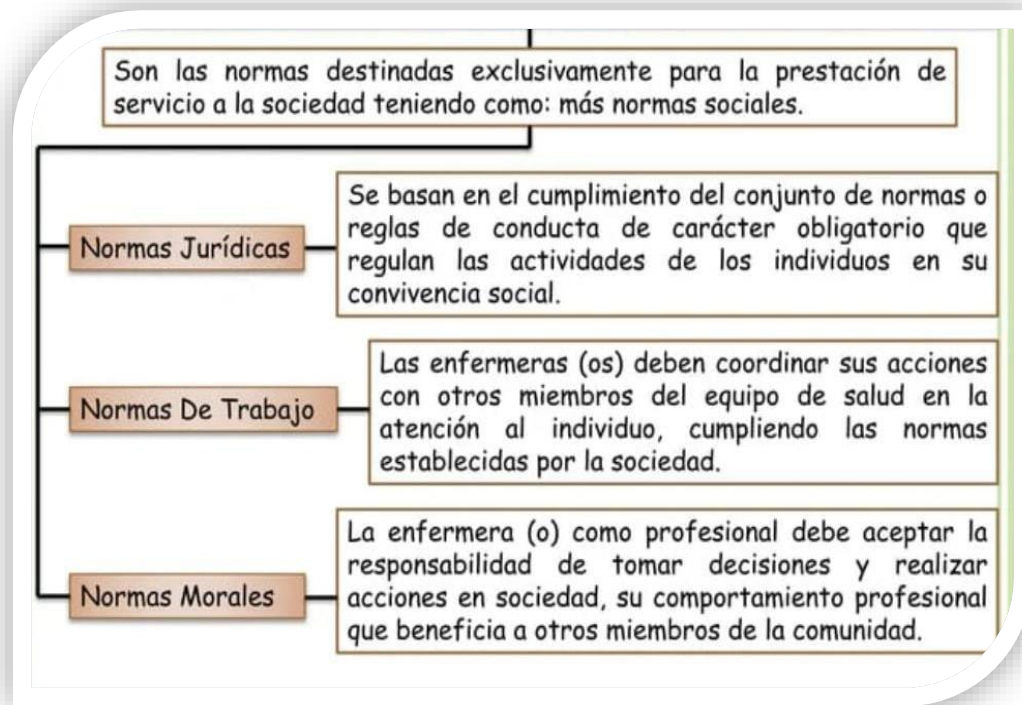 Son las normas destinadas exclusivamente para la prestación de
servicio a la sociedad teniendo como: más normas sociales.
Normas Jurídicas
Se basan en el cumplimiento del conjunto de normas o
reglas de conducta de carácter obligatorio que
regulan las actividades de los individuos en su
convivencia social.
Normas De Trabajo
Las enfermeras (os) deben coordinar sus acciones
con otros miembros del equipo de salud en la
atención al individuo, cumpliendo las normas
establecidas por la sociedad.
Normas Morales
La enfermera (o) como profesional debe aceptar la
responsabilidad de tomar decisiones y realizar
acciones en sociedad, su comportamiento profesional
que beneficia a otros miembros de la comunidad.